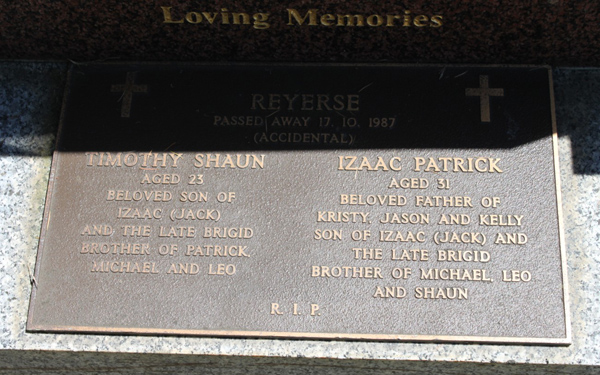 Loving Memories
REYERSE
PASSED AWAY 17. 10. 1987
(ACCIDENTAL)
TIMOTHY SHAUN
AGED 23
BELOVED SON OF
IZAAC (JACK)
AND THE LATE BRIGID
BROTHER OF PATRICK,
MICHAEL AND LEO
IZAAC PATRICK
AGED 31
BELOVED FATHER OF
KRISTY, JASON AND KELLY
SON OF IZAAC (JACK) AND
THE LATE BRIGID
BROTHER OF MICHAEL, LEO
AND SHAUN
R. I. P.